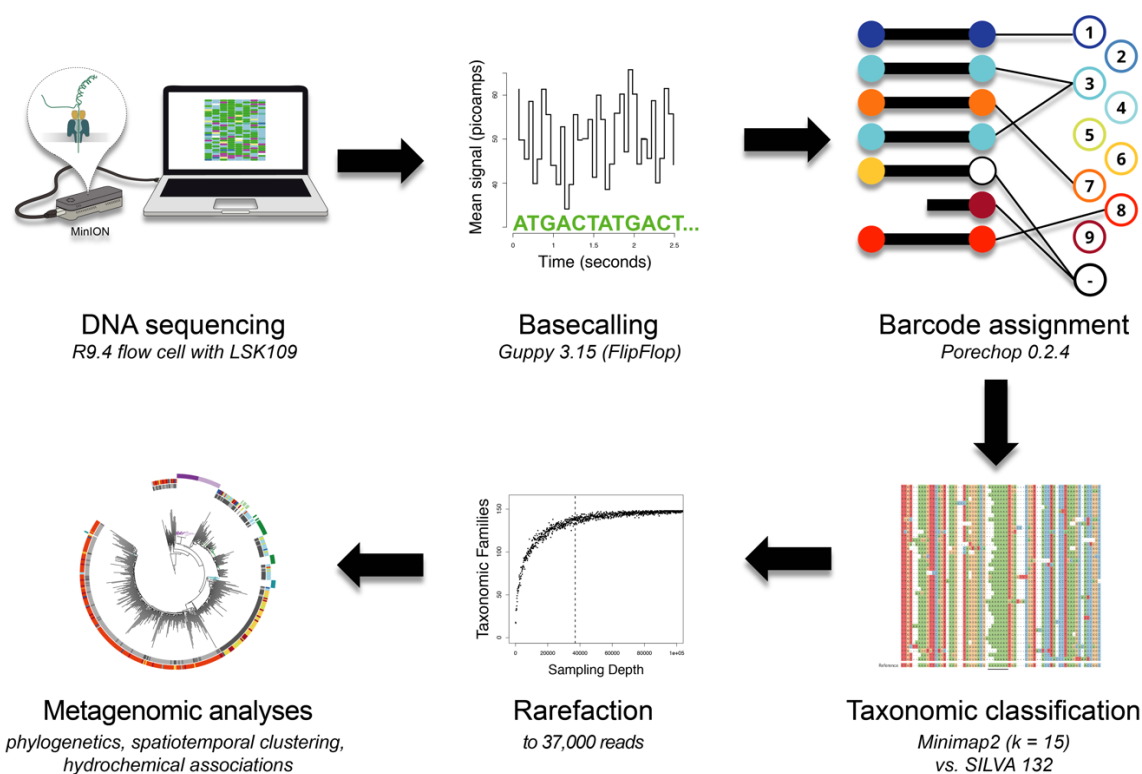 MinION
DNA sequencing
R9.4 flow cell with LSK109
Mean signal (picoamps)
60
50
40
30
ATGACTATGACT...
0 0.5 1 1.5 2 2.5
Time (seconds)
Basecalling
Guppy 3.15 (FlipFlop)
1
2
3
4
5
6
7
8
9
-
Barcode assignment
Porechop 0.2.4
Metagenomic analyses
phylogenetics, spatiotemporal clustering,
hydrochemical associations
Taxonomic Families
150
100
50
0
0 20000 40000 60000 80000 1e+05
Sampling Depth
Rarefaction
to 37,000 reads
Reference
Taxonomic classification
Minimap2 (k = 15)
vs. SILVA 132